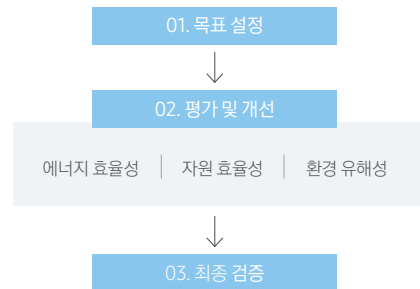 01. 목표 설정
02. 평가 및 개선
에너지 효율성 | 자원 효율성 | 환경 유해성
03. 최종 검증